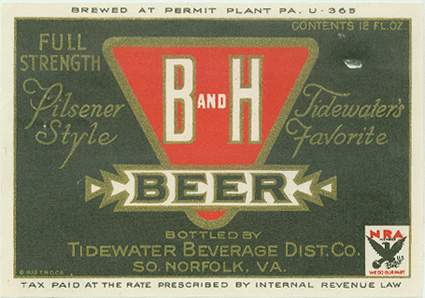 BREWED AT PERMIT PLANT PA. U-365
CONTENTS 12 FL. OZ.
FULL
STRENGTH
Pilsener
Style
B AND H
Tidewater's
Favorite
BEER
BOTTLED BY
TIDEWATER BEVERAGE DIST. CO.
SO. NORFOLK, VA.
NRA
WE DO OUR PART
TAX PAID AT THE RATE PRESCRIBED BY INTERNAL REVENUE LAW